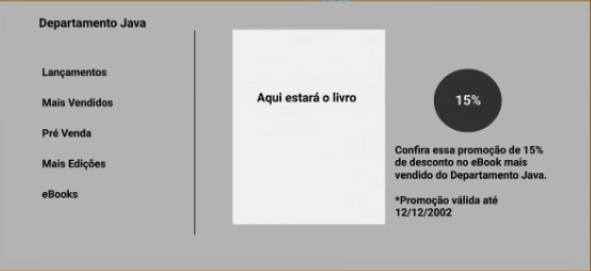 Departamento Java
Lançamentos
Mais Vendidos
Pré Venda
Mais Edições
eBooks
Aqui estará o livro
15%
Confira essa promoção de 15%
de desconto no eBook mais
vendido do Departamento Java.
*Promoção válida até
12/12/2002